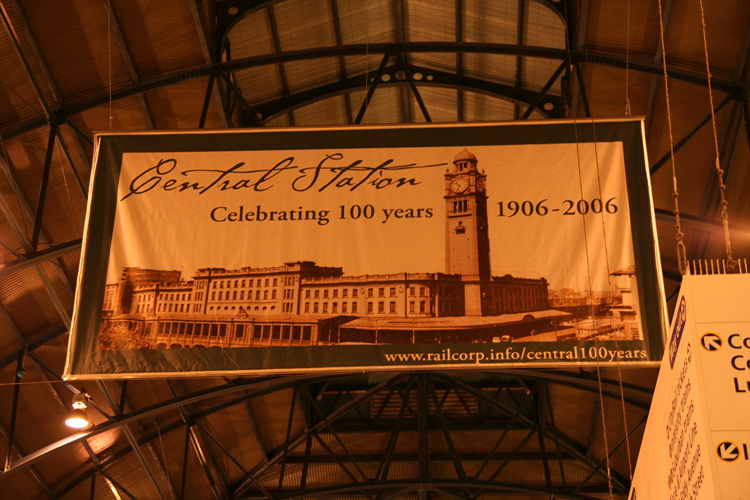 Central Station
Celebrating 100 years 1906-2006
www.railcorp.info/central100years